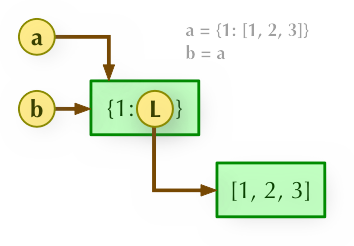 a
a = {1: [1, 2, 3]}
b = a
b
{1: L }
[1, 2, 3]